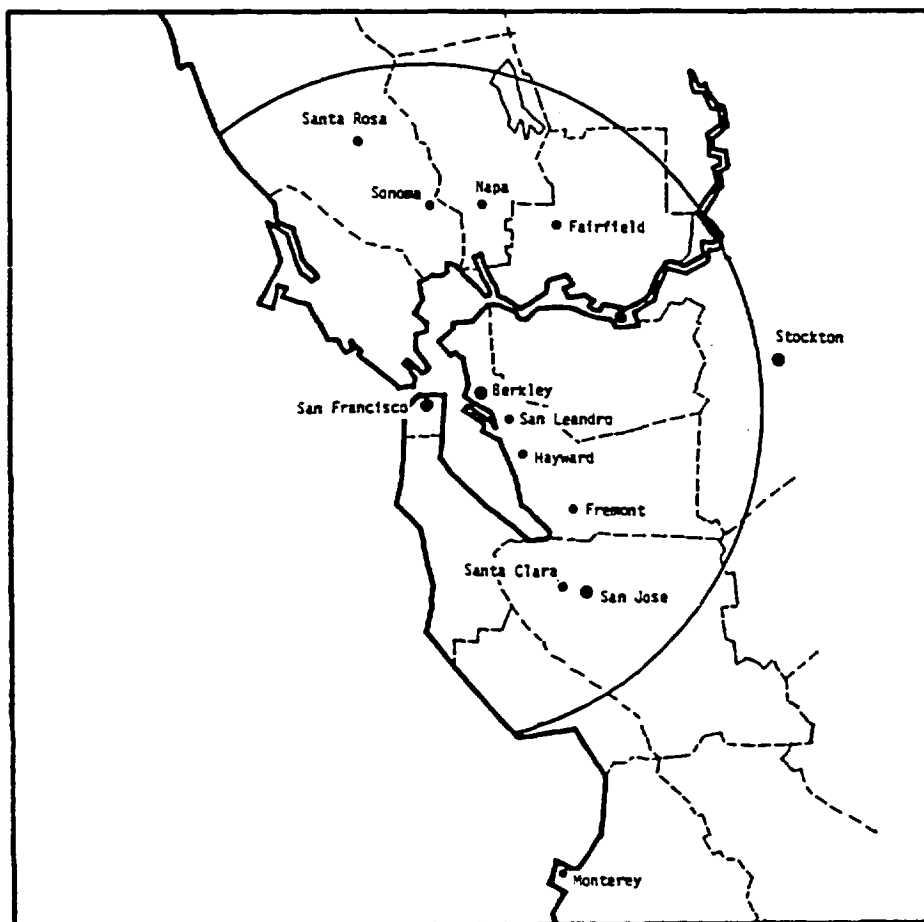 Santa Rosa
Sonoma
Napa
Fairfield
Stockton
Berkley
San Francisco
San Leandro
Hayward
Fremont
Santa Clara
San Jose
Monterey